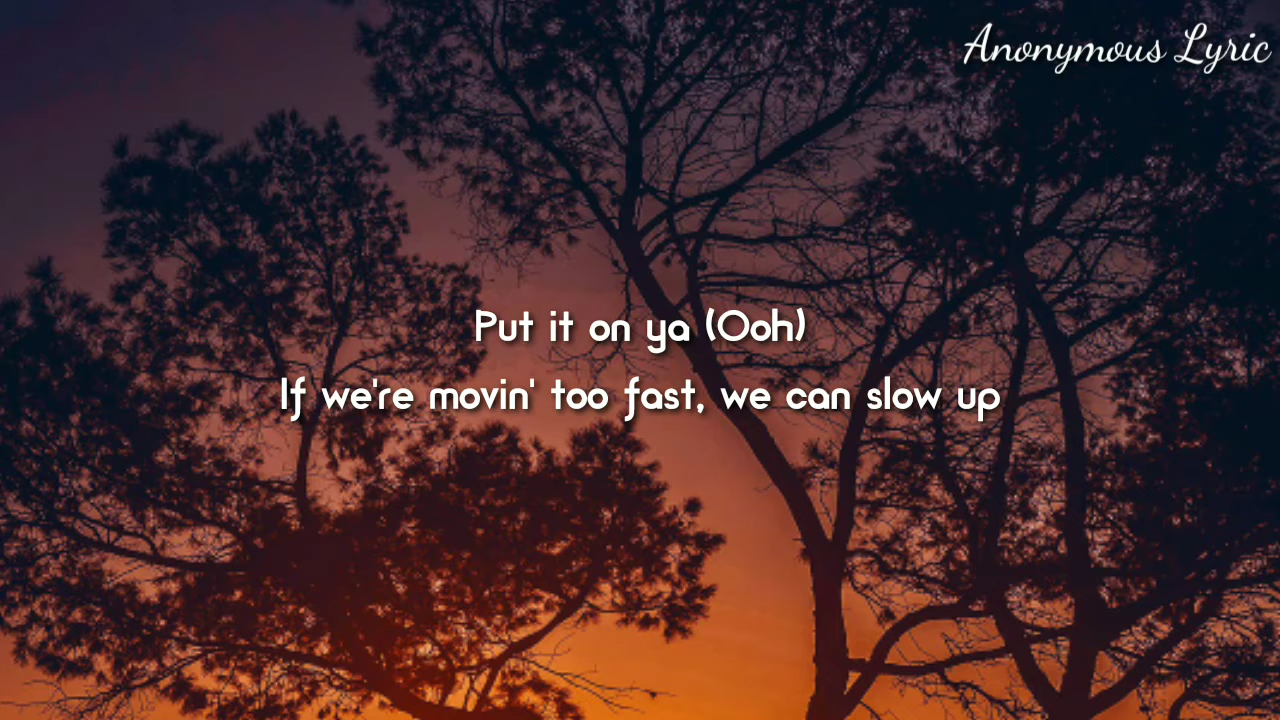 Anonymous Lyric
Put it on ya (Ooh)
If we're movin' too fast, we can slow up